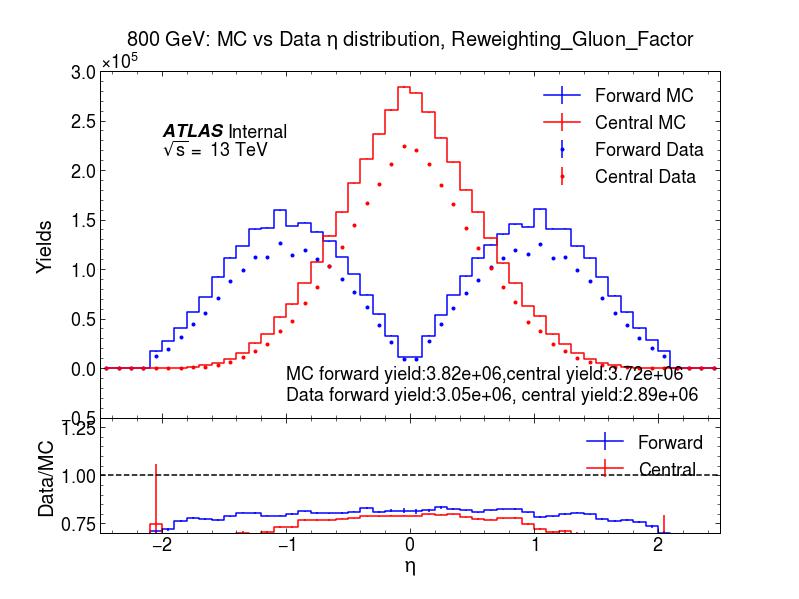 800 GeV: MC vs Data η distribution, Reweighting_Gluon_Factor
×10⁵
3.0
2.5
2.0
1.5
1.0
0.5
0.0
0.5
Yields
ATLAS Internal
√s = 13 TeV
Forward MC
Central MC
Forward Data
Central Data
MC forward yield:3.82e+06,central yield:3.72e+06
Data forward yield:3.05e+06, central yield:2.89e+06
1.25
1.00
0.75
Data/MC
Forward
Central
−2 −1 0 1 2
η